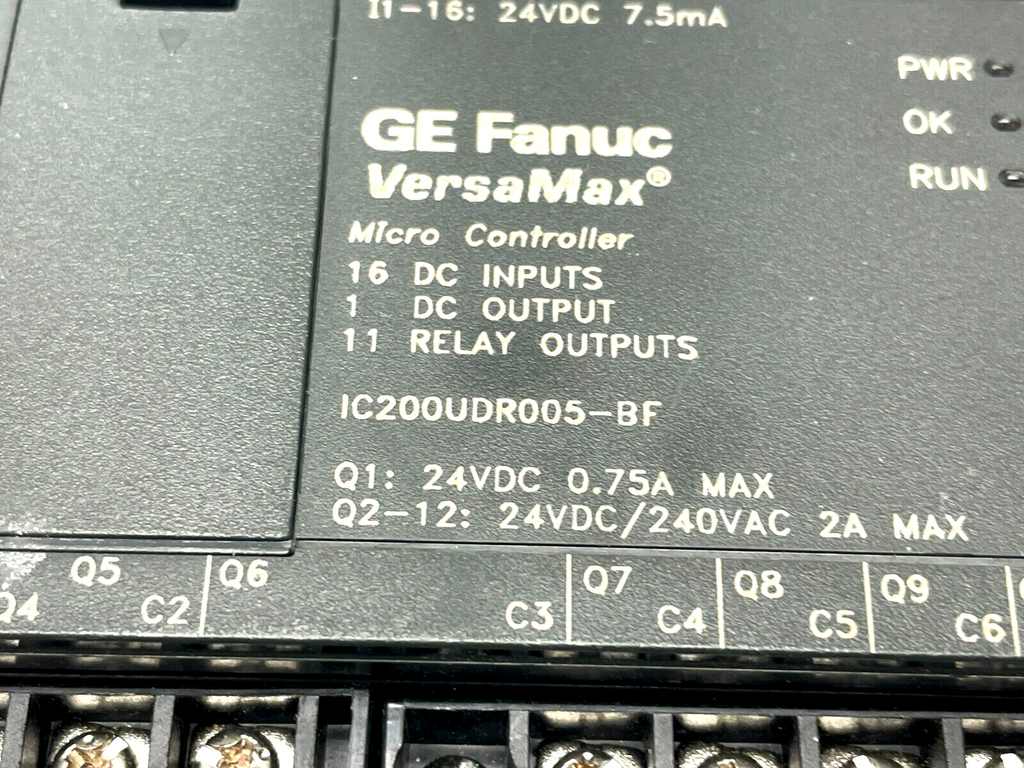 I1-16: 24VDC 7.5mA
PWR
OK
RUN
GE Fanuc
VersaMax®
Micro Controller
16 DC INPUTS
1 DC OUTPUT
11 RELAY OUTPUTS
IC200UDR005-BF
Q1: 24VDC 0.75A MAX
Q2-12: 24VDC/240VAC 2A MAX
Q5 Q6 Q7 Q8 Q9
Q4 C2 C3 C4 C5 C6